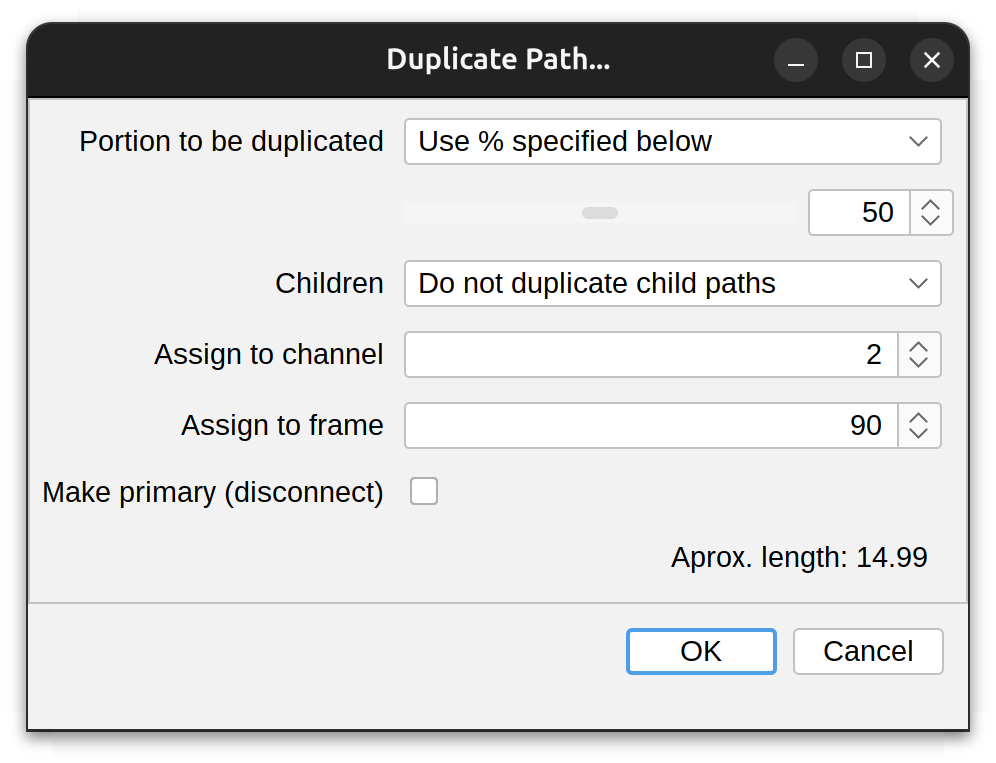 Duplicate Path...
Portion to be duplicated Use % specified below
50
Children Do not duplicate child paths
Assign to channel 2
Assign to frame 90
Make primary (disconnect)
Aprox. length: 14.99
OK Cancel